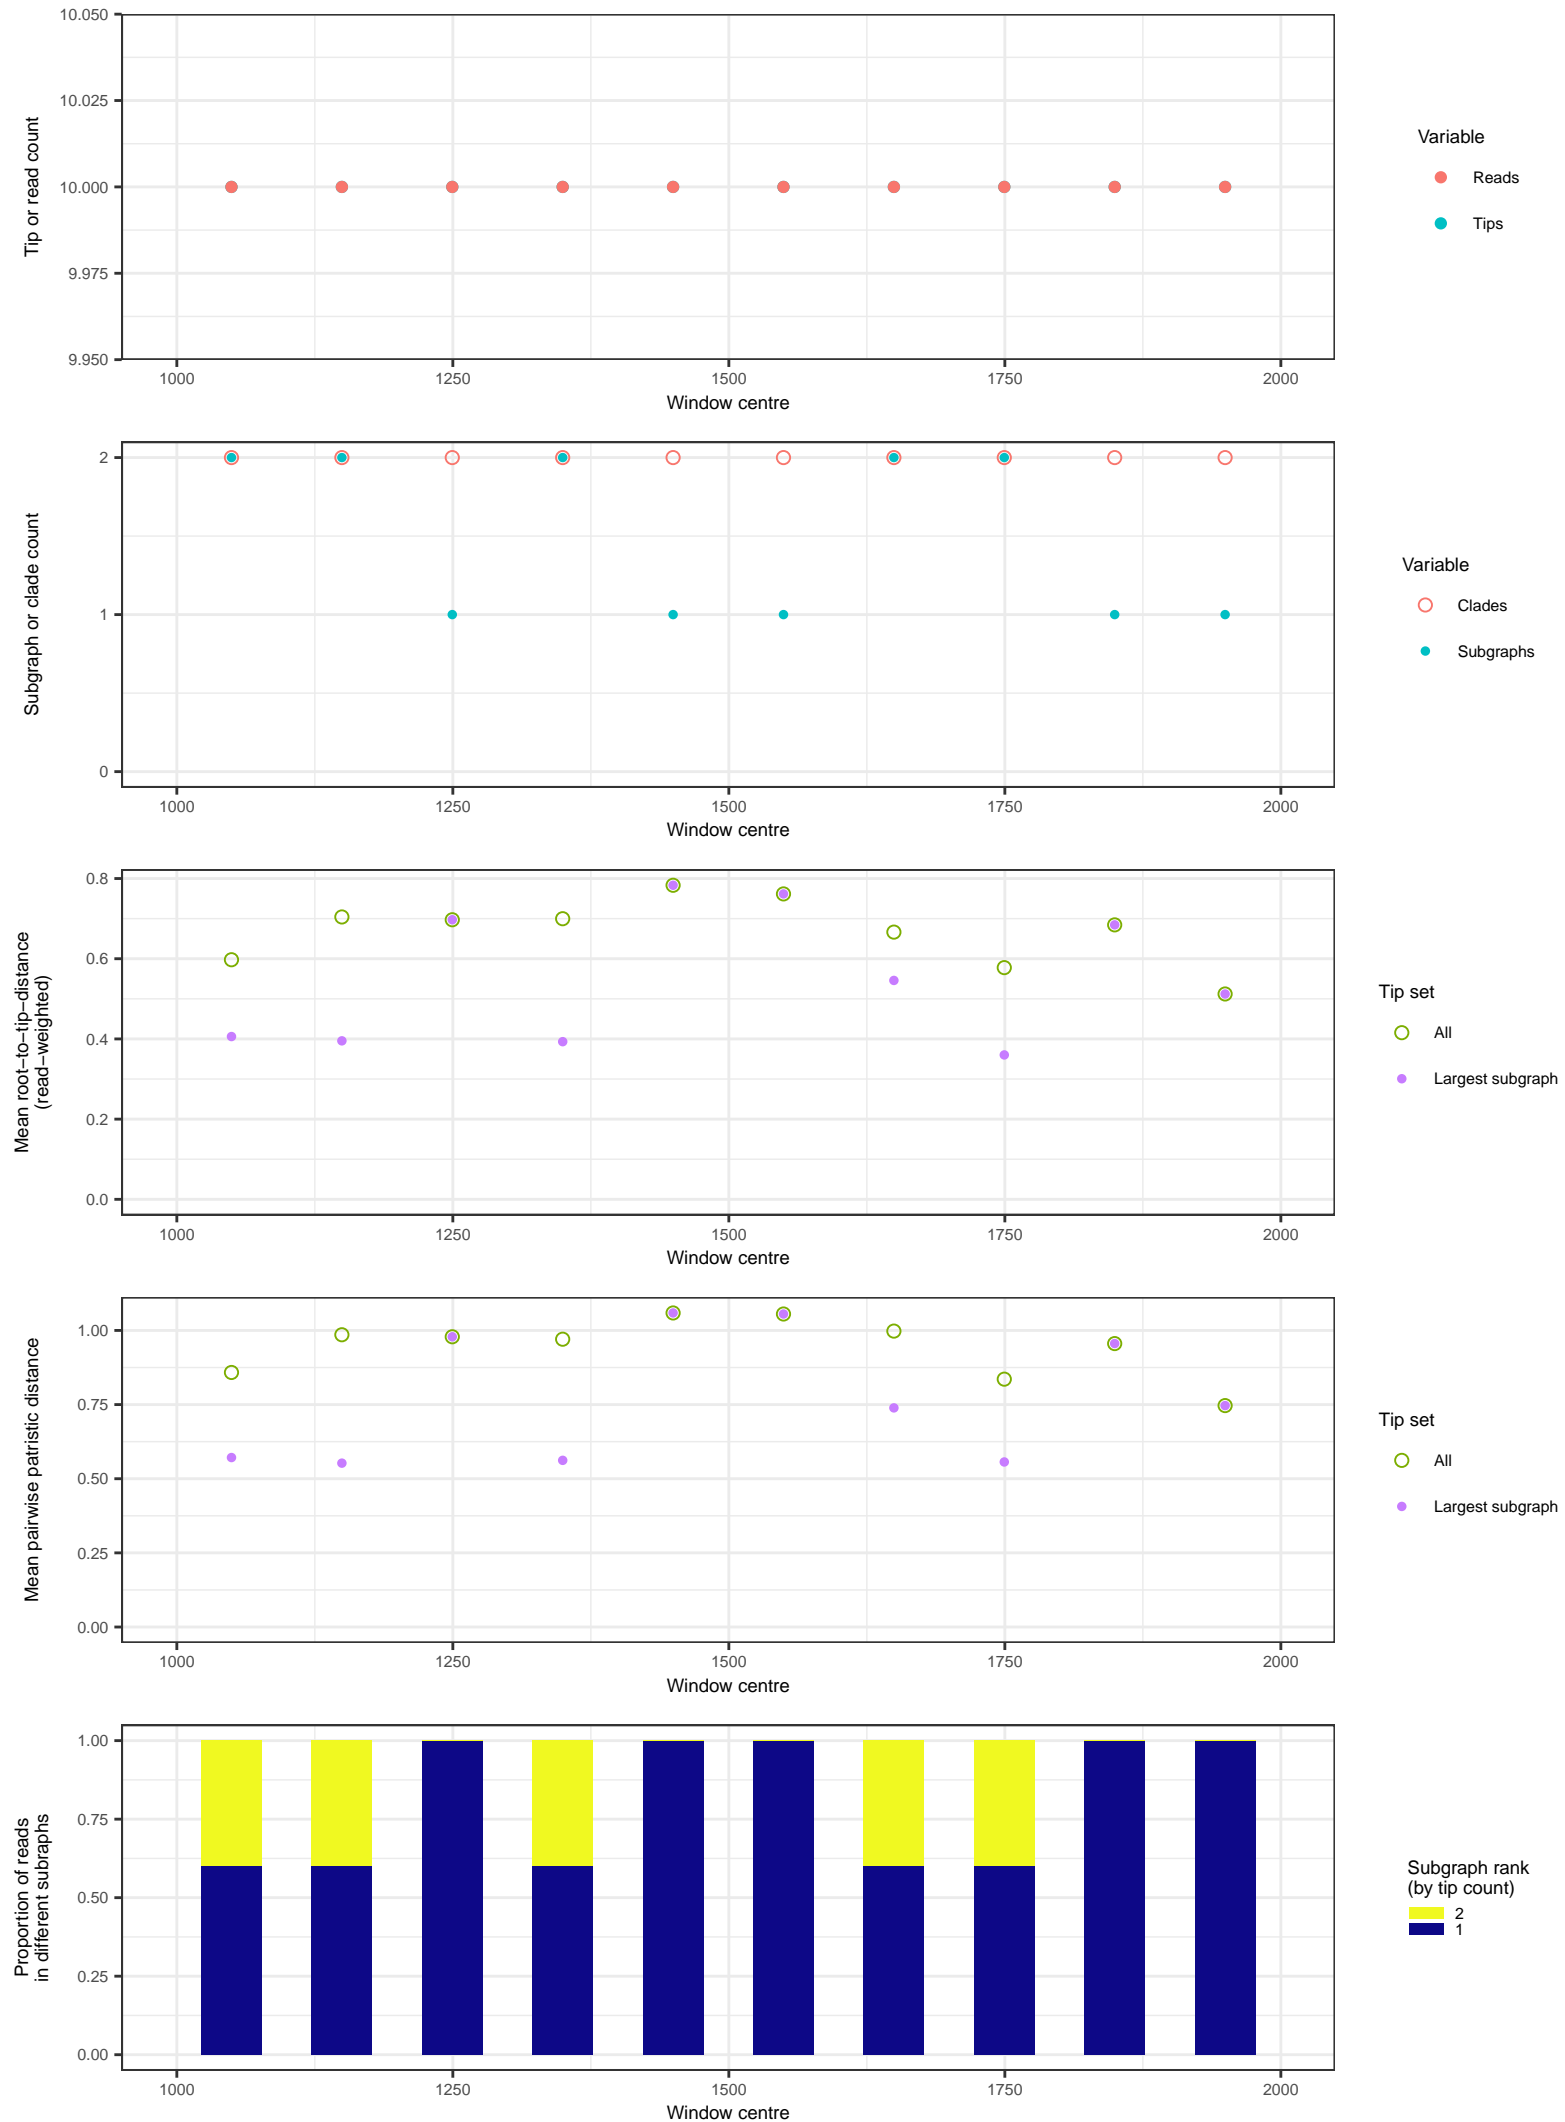 10.050
10.025
10.000
9.975
9.950
Tip or read count
1000 1250 1500 1750 2000
Window centre
Variable
Reads
Tips
2
1
0
Subgraph or clade count
1000 1250 1500 1750 2000
Window centre
Variable
Clades
Subgraphs
0.8
0.6
0.4
0.2
0.0
Mean root−to−tip−distance
(read−weighted)
1000 1250 1500 1750 2000
Window centre
Tip set
All
Largest subgraph
1.00
0.75
0.50
0.25
0.00
Mean pairwise patristic distance
1000 1250 1500 1750 2000
Window centre
Tip set
All
Largest subgraph
1.00
0.75
0.50
0.25
0.00
Proportion of reads
in different subraphs
1000 1250 1500 1750 2000
Window centre
Subgraph rank
(by tip count)
2
1